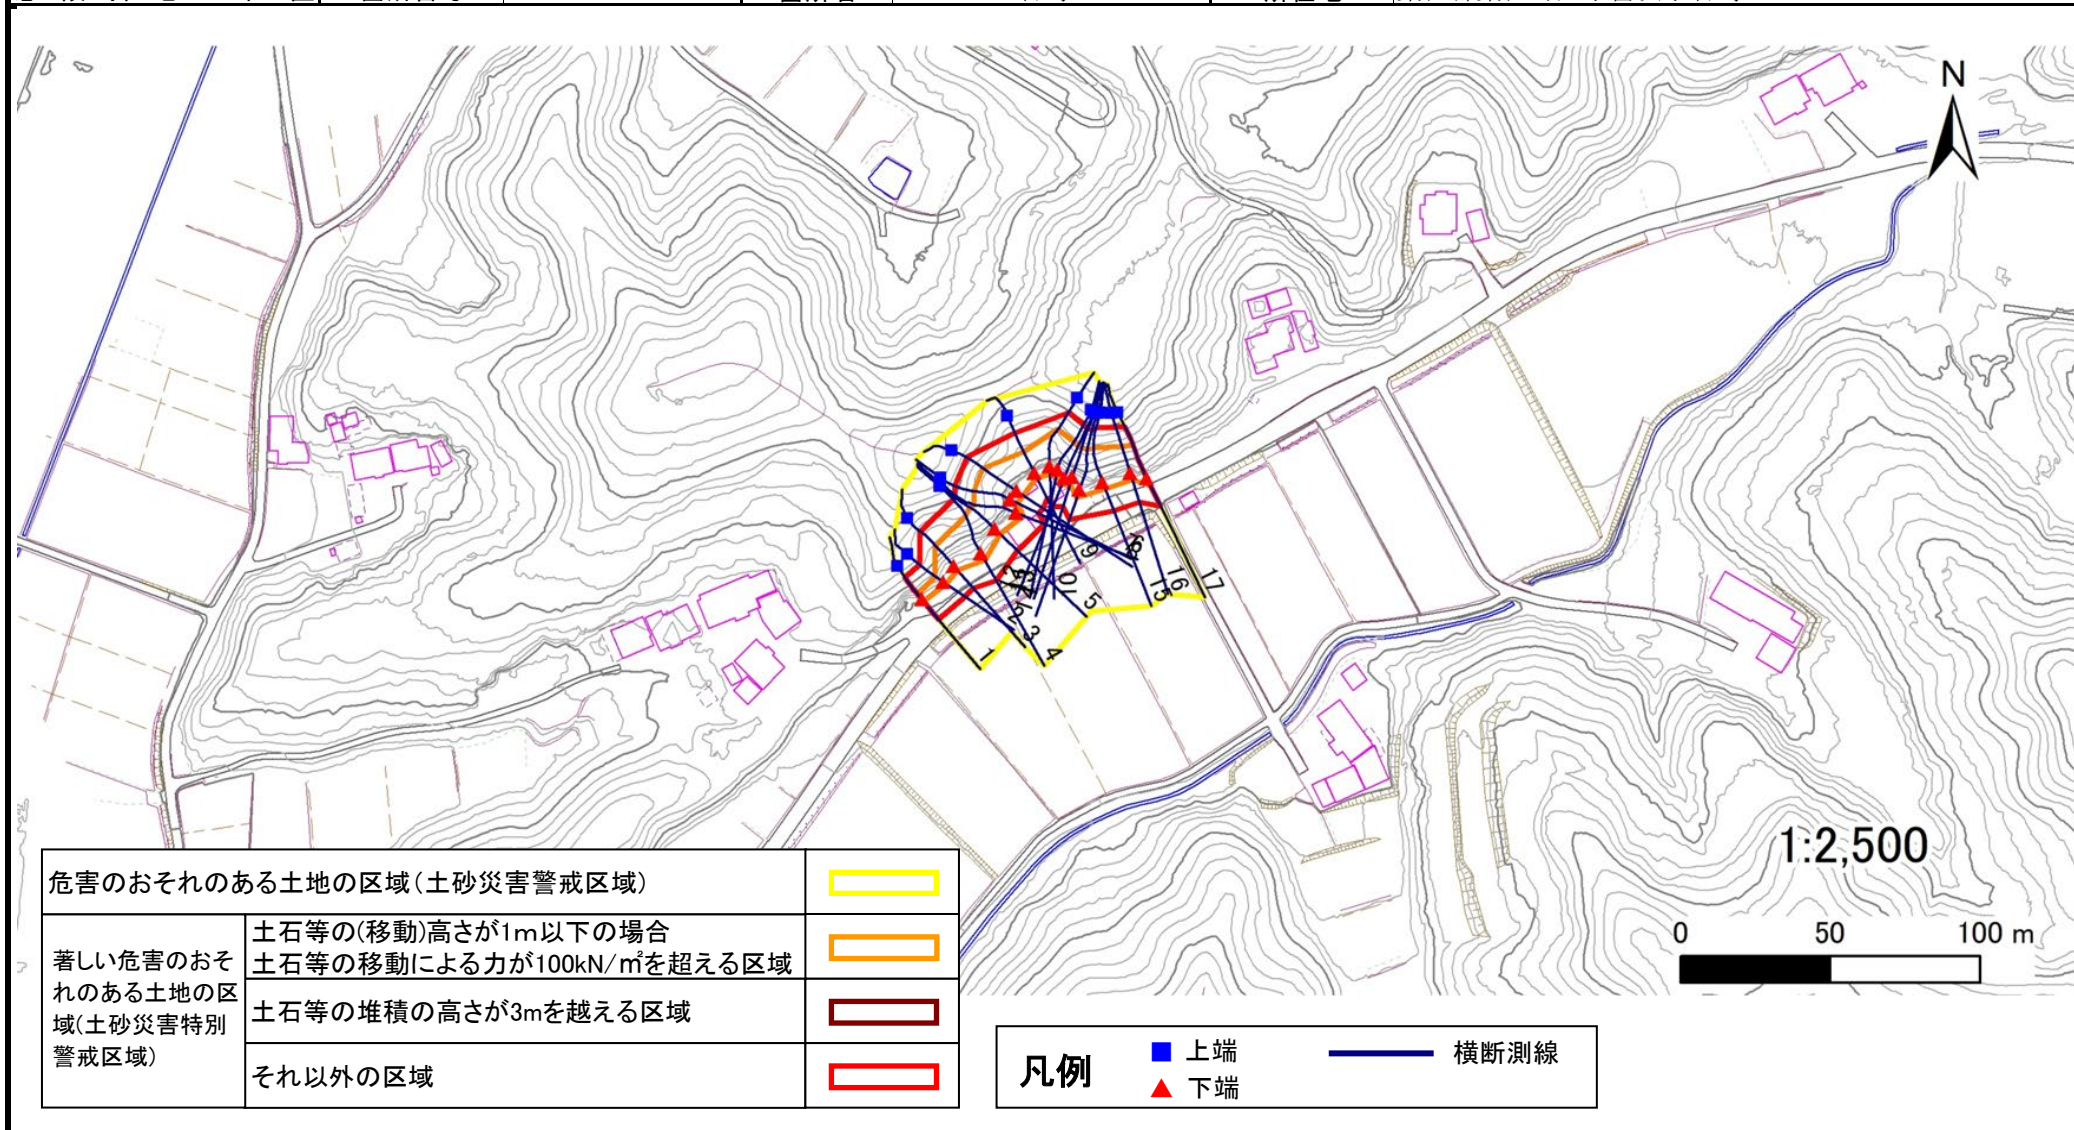 N
1
2
3
4
5
9
10
15
16
17
1:2,500
0 50 100 m
危害のおそれのある土地の区域(土砂災害警戒区域)
著しい危害のおそ
れのある土地の区
域(土砂災害特別
警戒区域)
土石等の(移動)高さが1m以下の場合
土石等の移動による力が100kN/㎡を超える区域
土石等の堆積の高さが3mを越える区域
それ以外の区域
凡例
上端
下端
横断測線